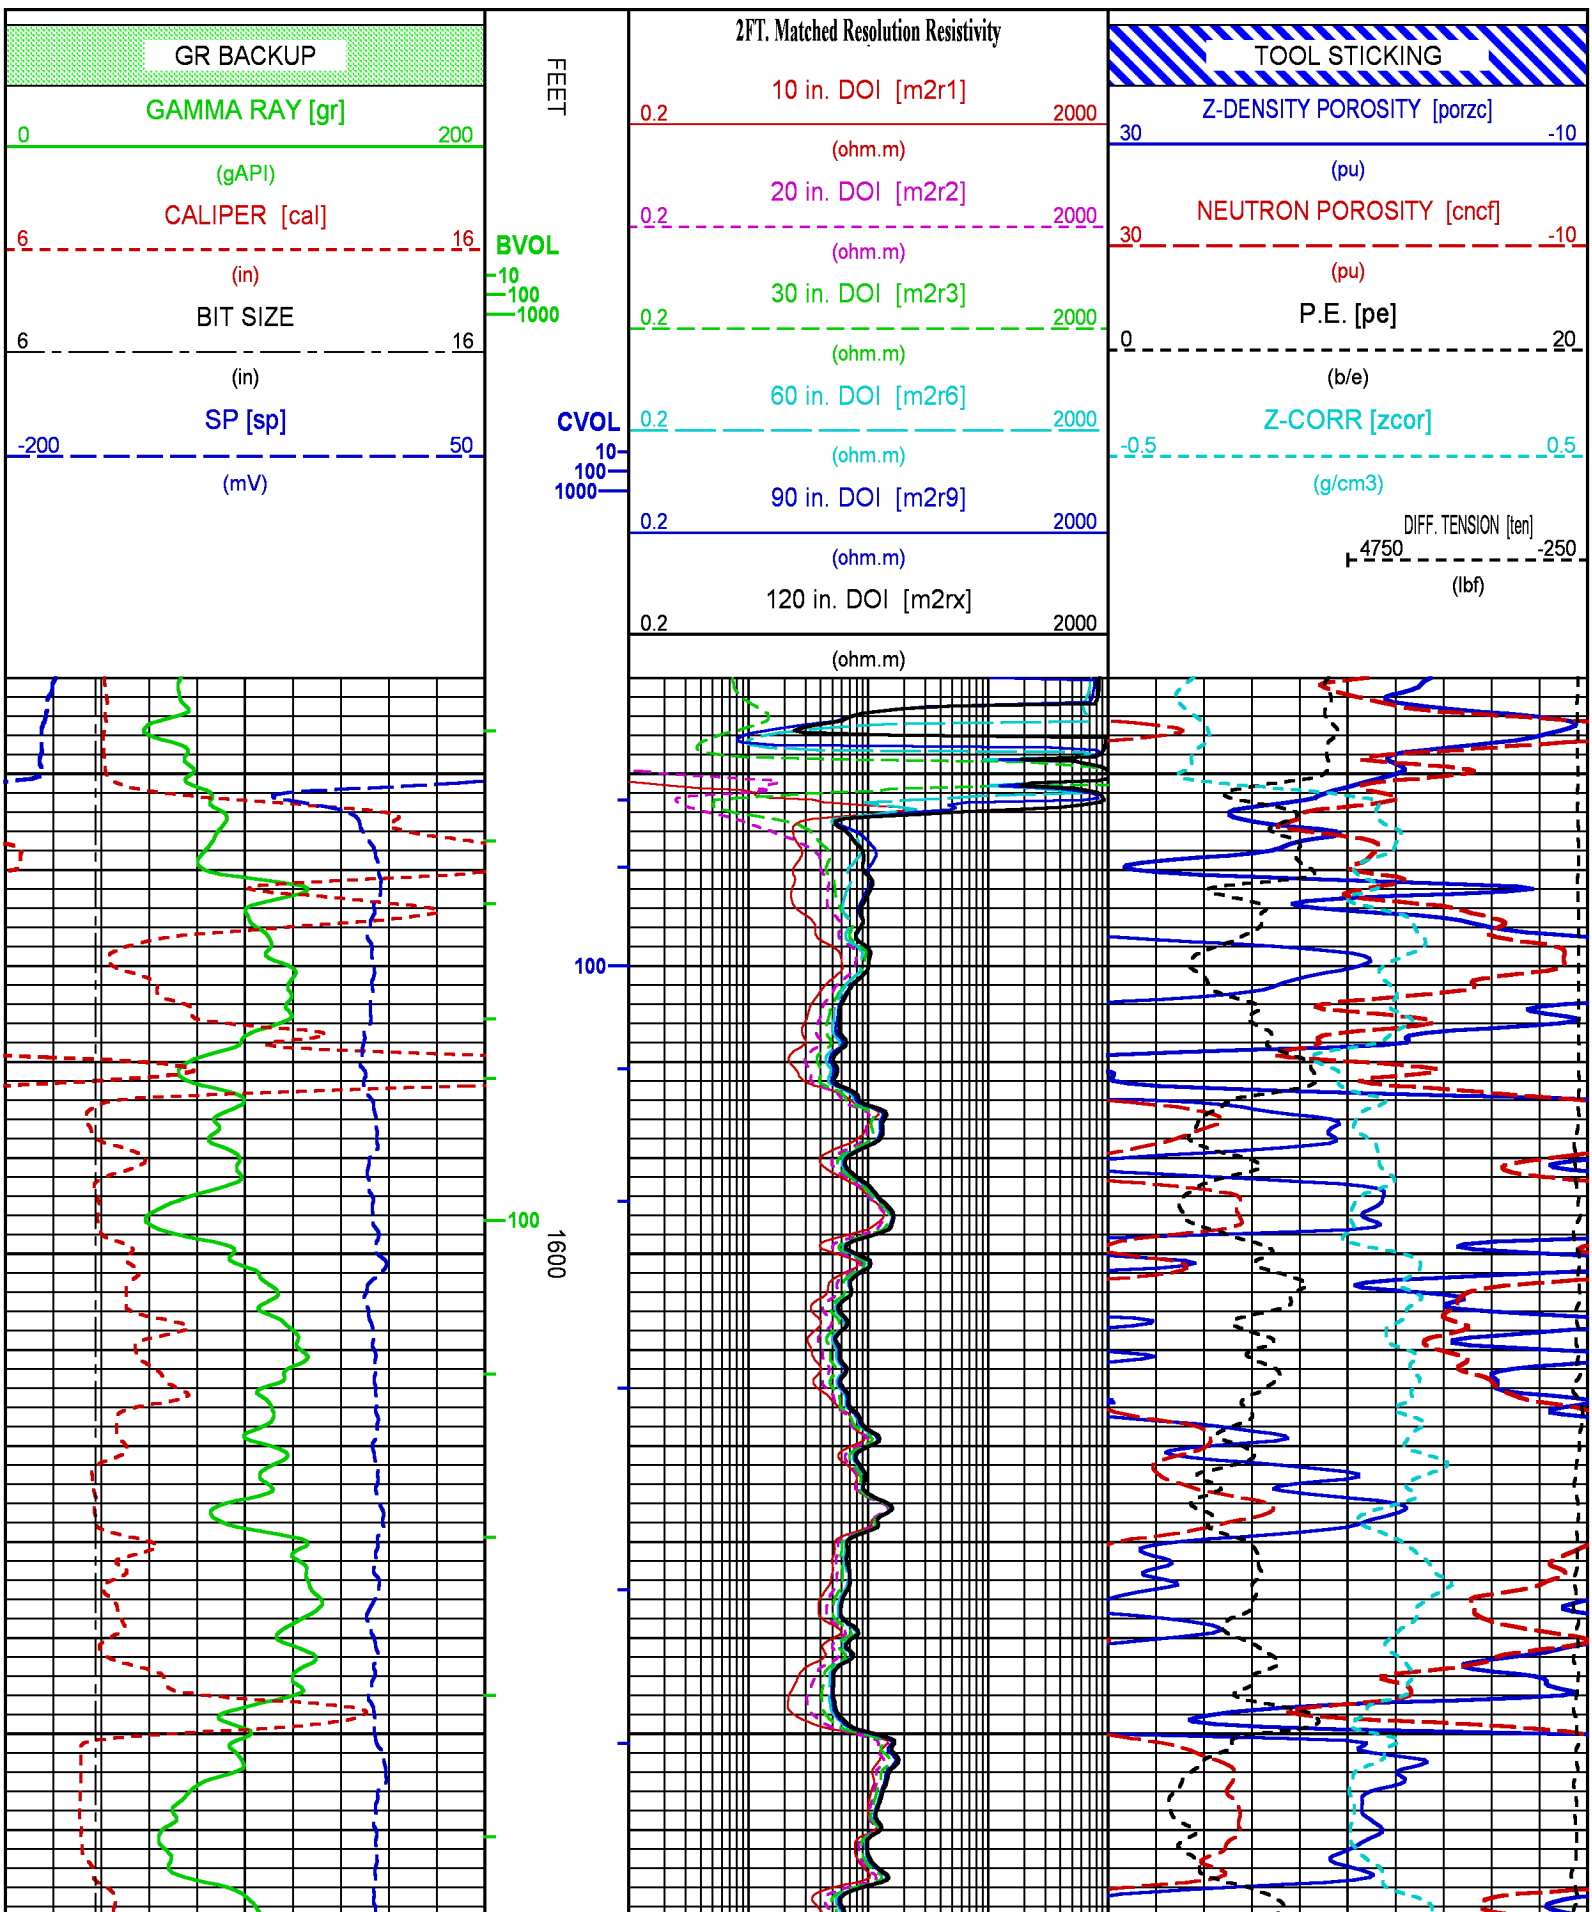 GR BACKUP
GAMMA RAY [gr]
0 200
(gAPI)
CALIPER [cal]
6 16
(in)
BIT SIZE
6 16
(in)
SP [sp]
-200 50
(mV)
FEET
BVOL
10
100
1000
CVOL
10
100
1000
2FT. Matched Resolution Resistivity
10 in. DOI [m2r1]
0.2 2000
(ohm.m)
20 in. DOI [m2r2]
0.2 2000
(ohm.m)
30 in. DOI [m2r3]
0.2 2000
(ohm.m)
60 in. DOI [m2r6]
0.2 2000
(ohm.m)
90 in. DOI [m2r9]
0.2 2000
(ohm.m)
120 in. DOI [m2rx]
0.2 2000
(ohm.m)
TOOL STICKING
Z-DENSITY POROSITY [porzc]
30 -10
(pu)
NEUTRON POROSITY [cncf]
30 -10
(pu)
P.E. [pe]
0 20
(b/e)
Z-CORR [zcor]
-0.5 0.5
(g/cm3)
DIFF. TENSION [ten]
4750 -250
(lbf)
100
100
1600